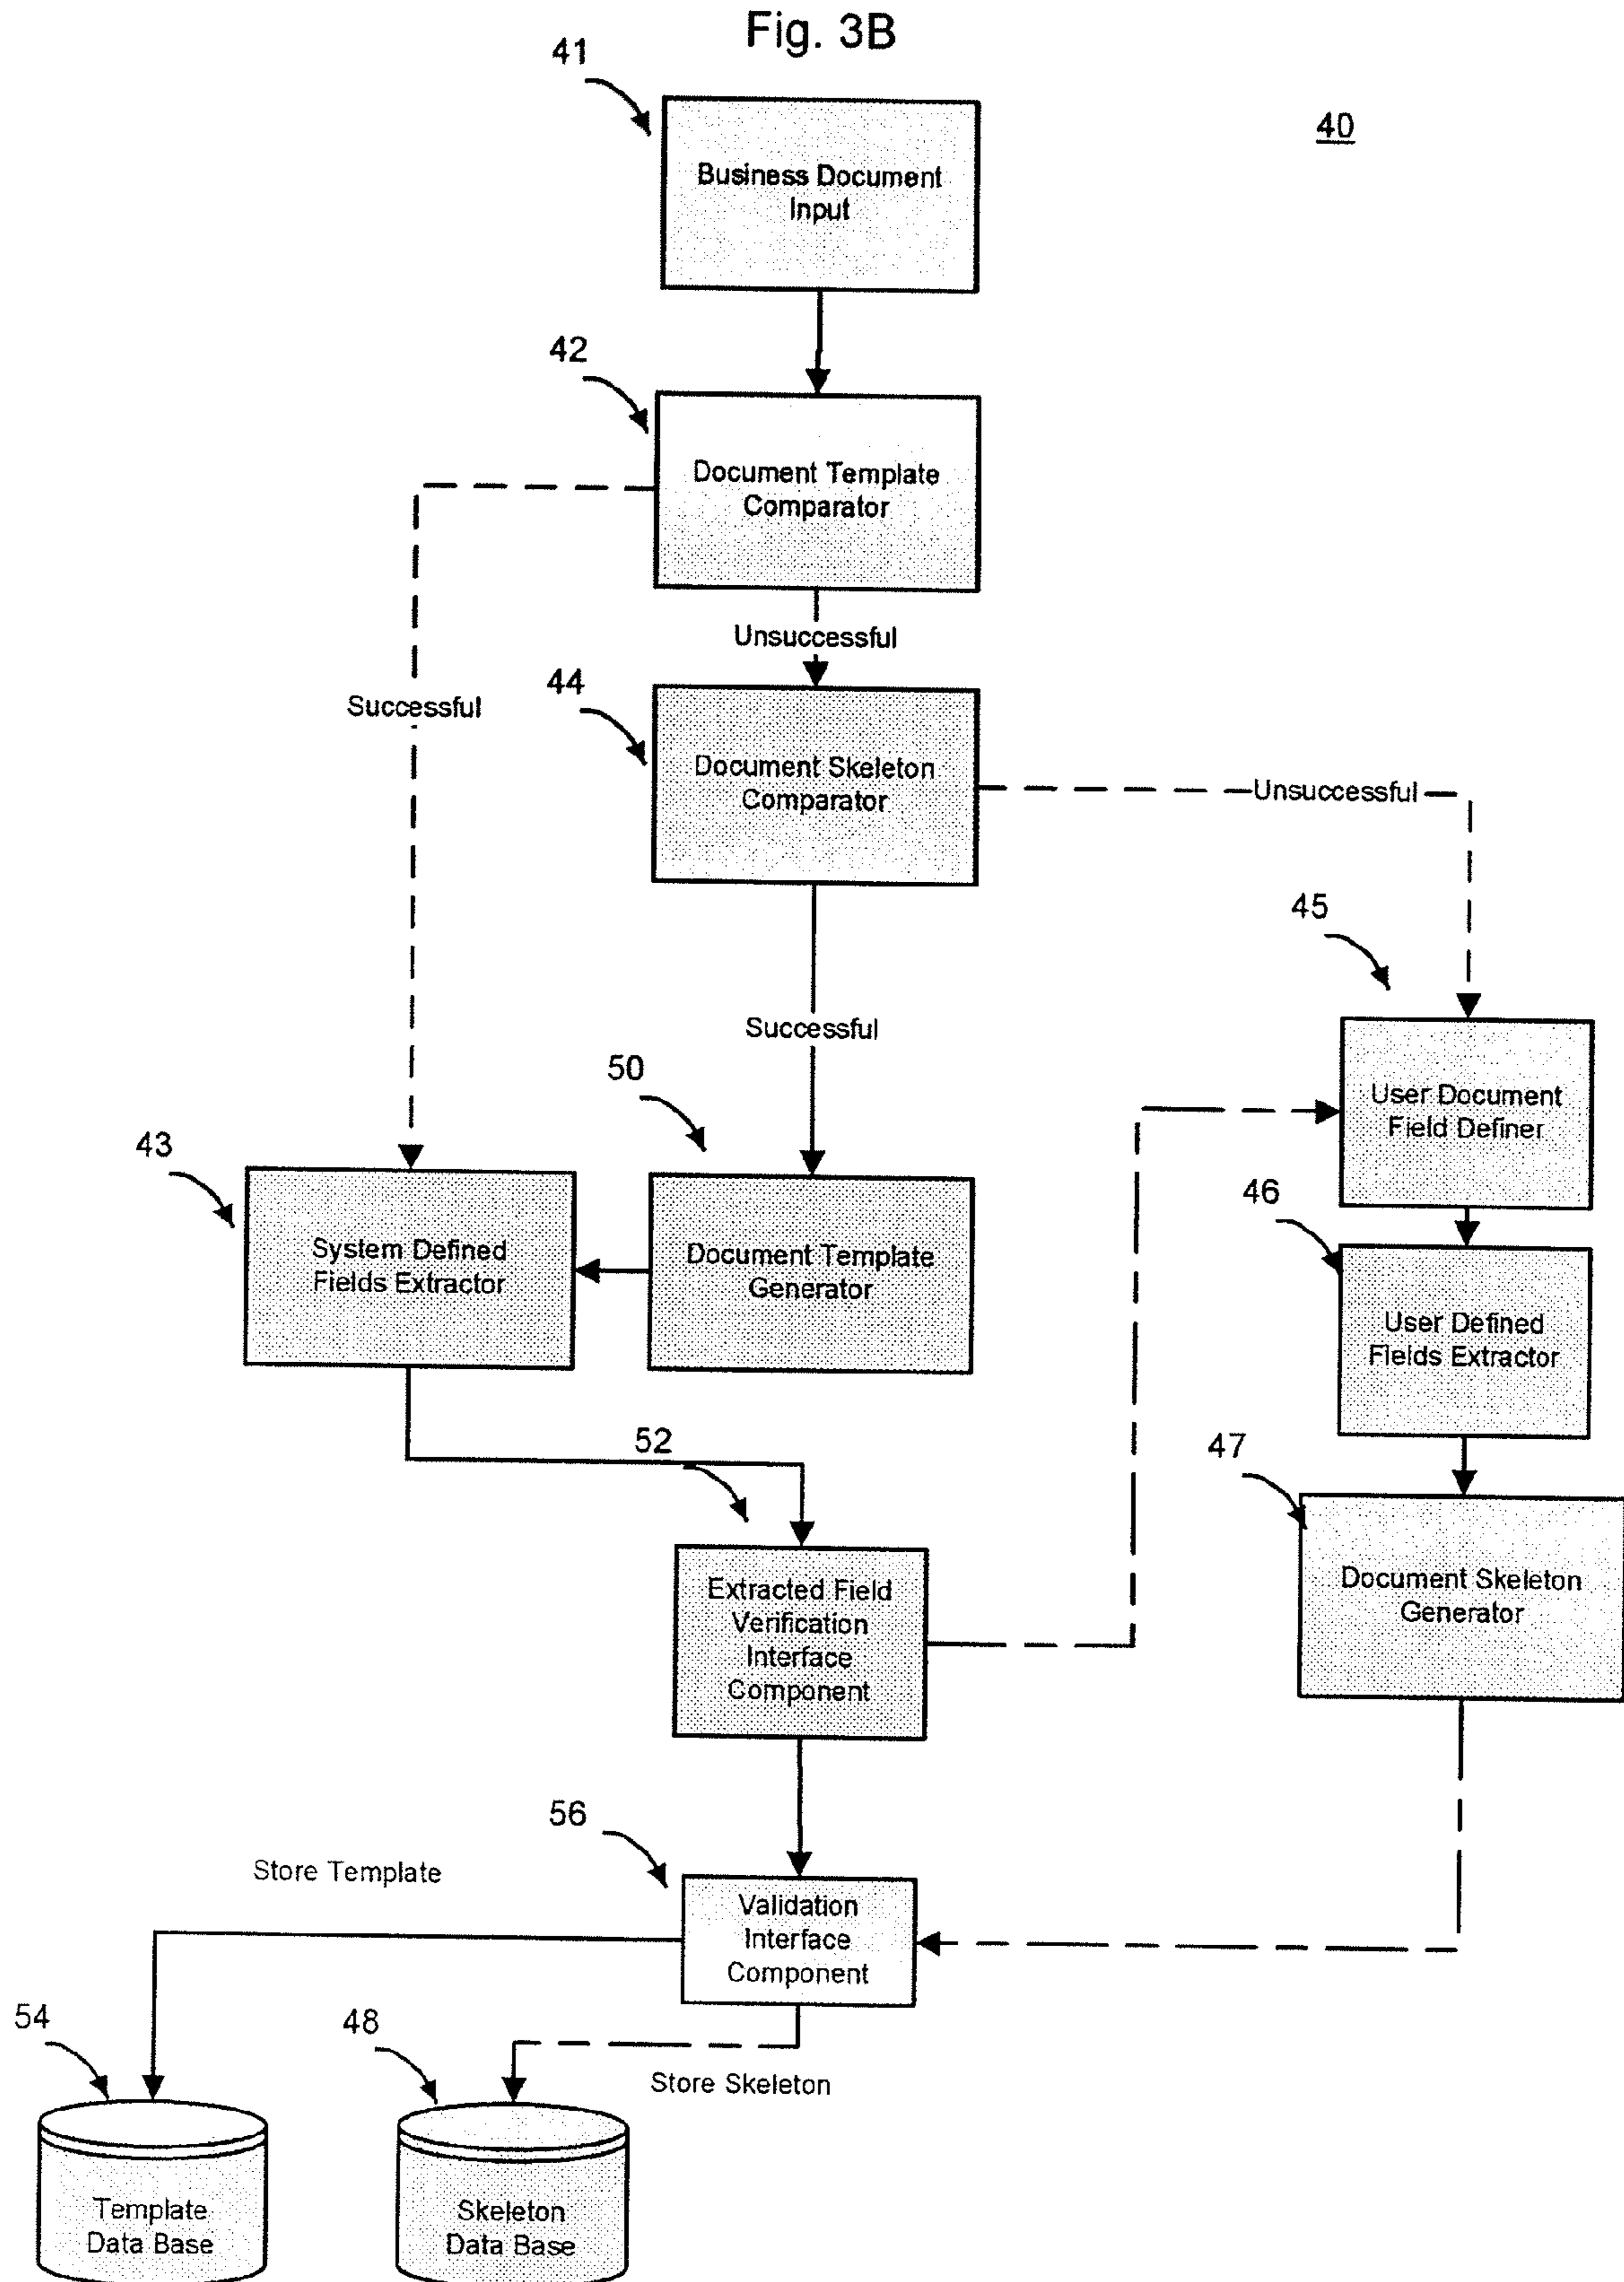 Fig. 3B
41
40
Business Document
Input
42
Document Template
Comparator
Unsuccessful
44
Successful
Document Skeleton
Comparator
Unsuccessful
45
Successful
50
User Document
Field Definer
43
46
System Defined
Fields Extractor
Document Template
Generator
User Defined
Fields Extractor
52
47
Extracted Field
Verification
Interface
Component
Document Skeleton
Generator
56
Store Template
Validation
Interface
Component
54
48
Store Skeleton
Template
Data Base
Skeleton
Data Base